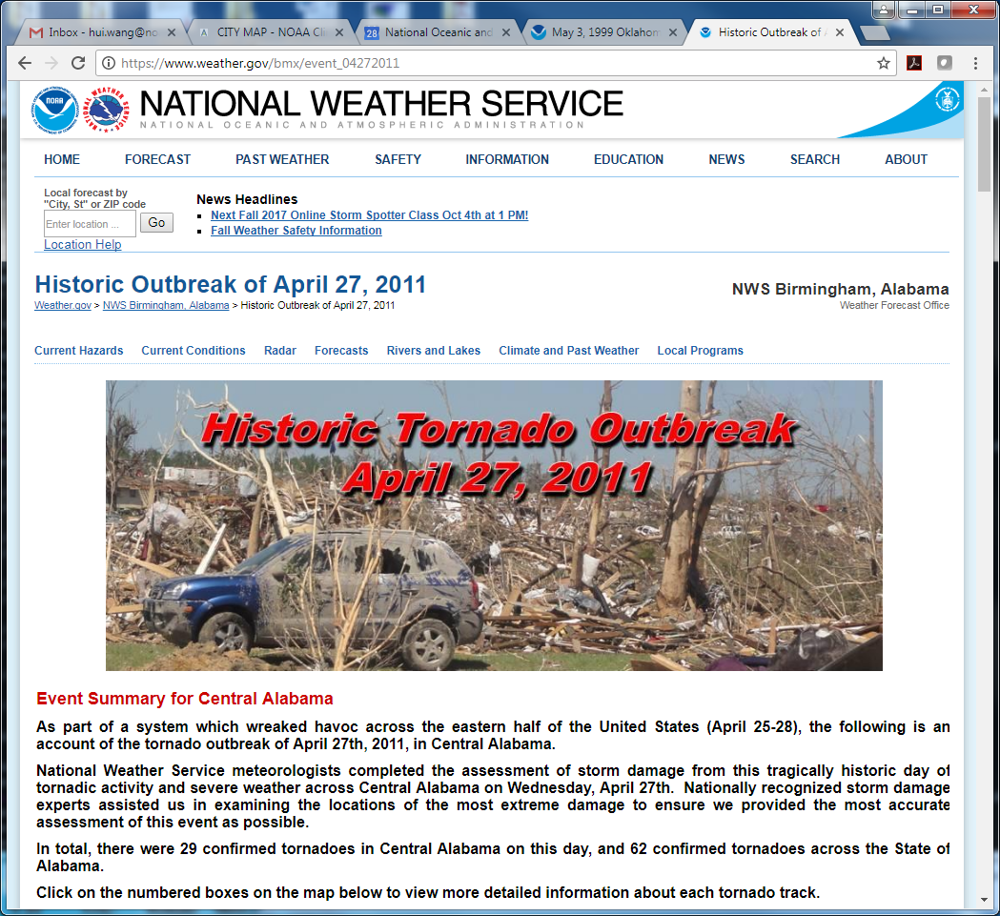 Inbox - hui.wang@no
CITY MAP - NOAA Cli
28 National Oceanic and
May 3, 1999 Oklahom
Historic Outbreak of A
https://www.weather.gov/bmx/event_04272011
NOAA
NATIONAL WEATHER SERVICE
NATIONAL OCEANIC AND ATMOSPHERIC ADMINISTRATION
HOME FORECAST PAST WEATHER SAFETY INFORMATION EDUCATION NEWS SEARCH ABOUT
Local forecast by
"City, St" or ZIP code
Enter location ... Go
Location Help
News Headlines
Next Fall 2017 Online Storm Spotter Class Oct 4th at 1 PM!
Fall Weather Safety Information
Historic Outbreak of April 27, 2011
Weather.gov > NWS Birmingham, Alabama > Historic Outbreak of April 27, 2011
NWS Birmingham, Alabama
Weather Forecast Office
Current Hazards Current Conditions Radar Forecasts Rivers and Lakes Climate and Past Weather Local Programs
Historic Tornado Outbreak
April 27, 2011
Event Summary for Central Alabama
As part of a system which wreaked havoc across the eastern half of the United States (April 25-28), the following is an
account of the tornado outbreak of April 27th, 2011, in Central Alabama.
National Weather Service meteorologists completed the assessment of storm damage from this tragically historic day of
tornadic activity and severe weather across Central Alabama on Wednesday, April 27th.  Nationally recognized storm damage
experts assisted us in examining the locations of the most extreme damage to ensure we provided the most accurate
assessment of this event as possible.
In total, there were 29 confirmed tornadoes in Central Alabama on this day, and 62 confirmed tornadoes across the State of
Alabama.
Click on the numbered boxes on the map below to view more detailed information about each tornado track.